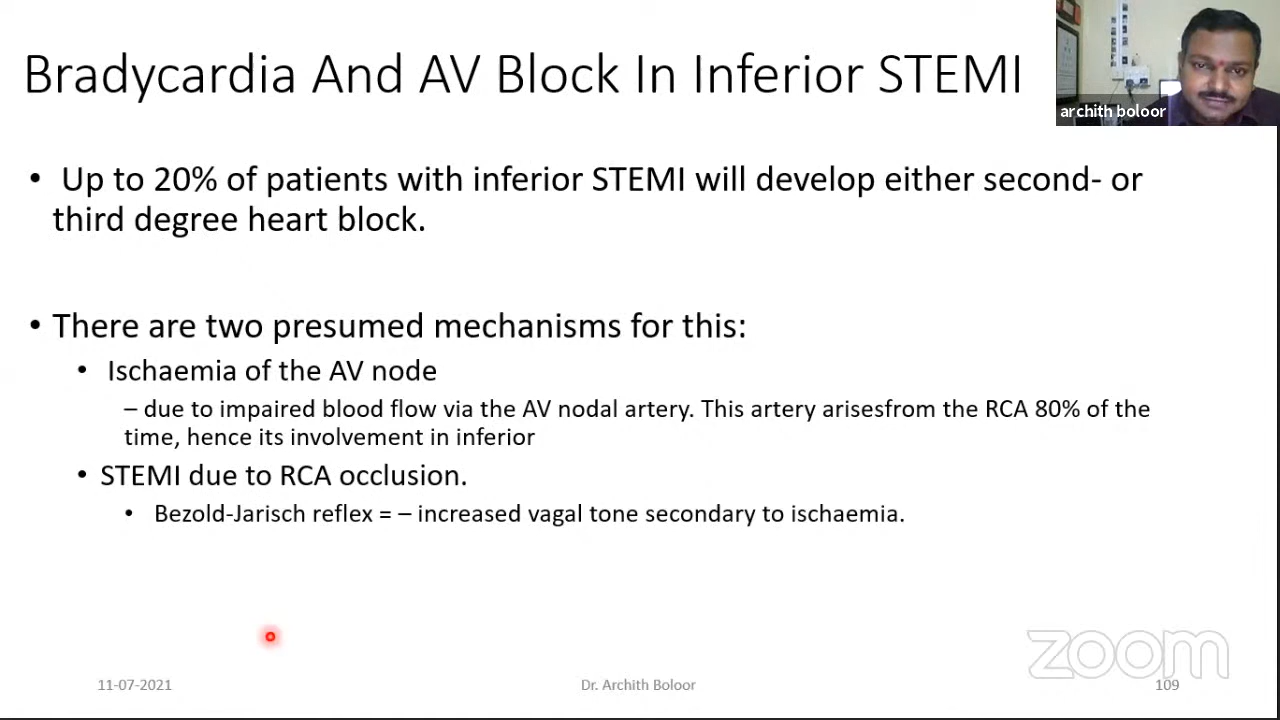 Bradycardia And AV Block In Inferior STEMI
archith boloor
• Up to 20% of patients with inferior STEMI will develop either second- or
third degree heart block.
• There are two presumed mechanisms for this:
• Ischaemia of the AV node
– due to impaired blood flow via the AV nodal artery. This artery arisesfrom the RCA 80% of the
time, hence its involvement in inferior
• STEMI due to RCA occlusion.
• Bezold-Jarisch reflex = – increased vagal tone secondary to ischaemia.
zoom
11-07-2021
Dr. Archith Boloor
109